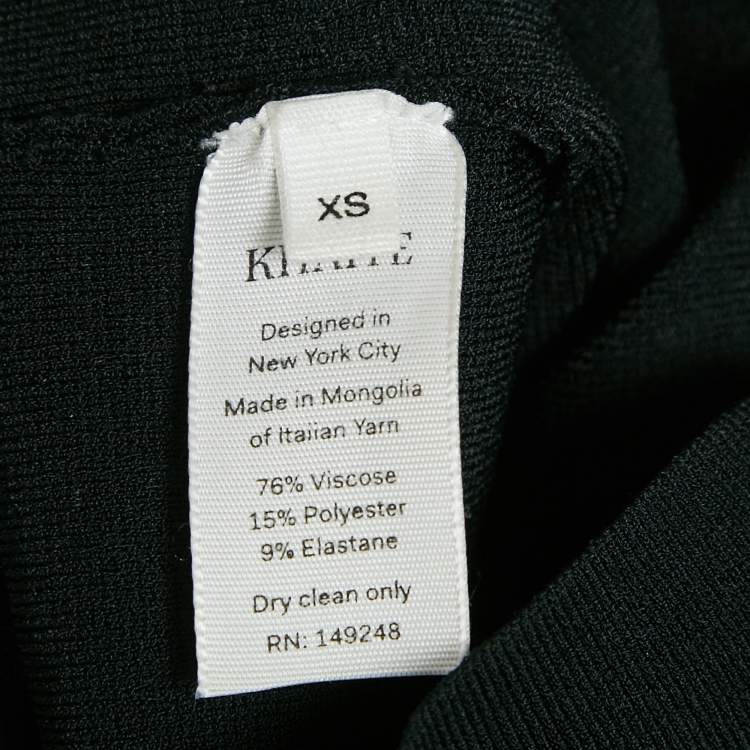 XS
KHAITE
Designed in
New York City
Made in Mongolia
of Italian Yarn
76% Viscose
15% Polyester
9% Elastane
Dry clean only
RN: 149248